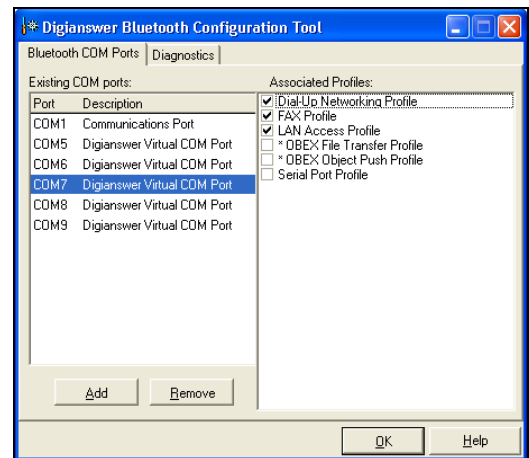 Digianswer Bluetooth Configuration Tool
Bluetooth COM Ports Diagnostics
Existing COM ports:
Port Description
COM1 Communications Port
COM5 Digianswer Virtual COM Port
COM6 Digianswer Virtual COM Port
COM7 Digianswer Virtual COM Port
COM8 Digianswer Virtual COM Port
COM9 Digianswer Virtual COM Port
Add Remove
Associated Profiles:
Dial-Up Networking Profile
FAX Profile
LAN Access Profile
* OBEX File Transfer Profile
* OBEX Object Push Profile
Serial Port Profile
OK Help